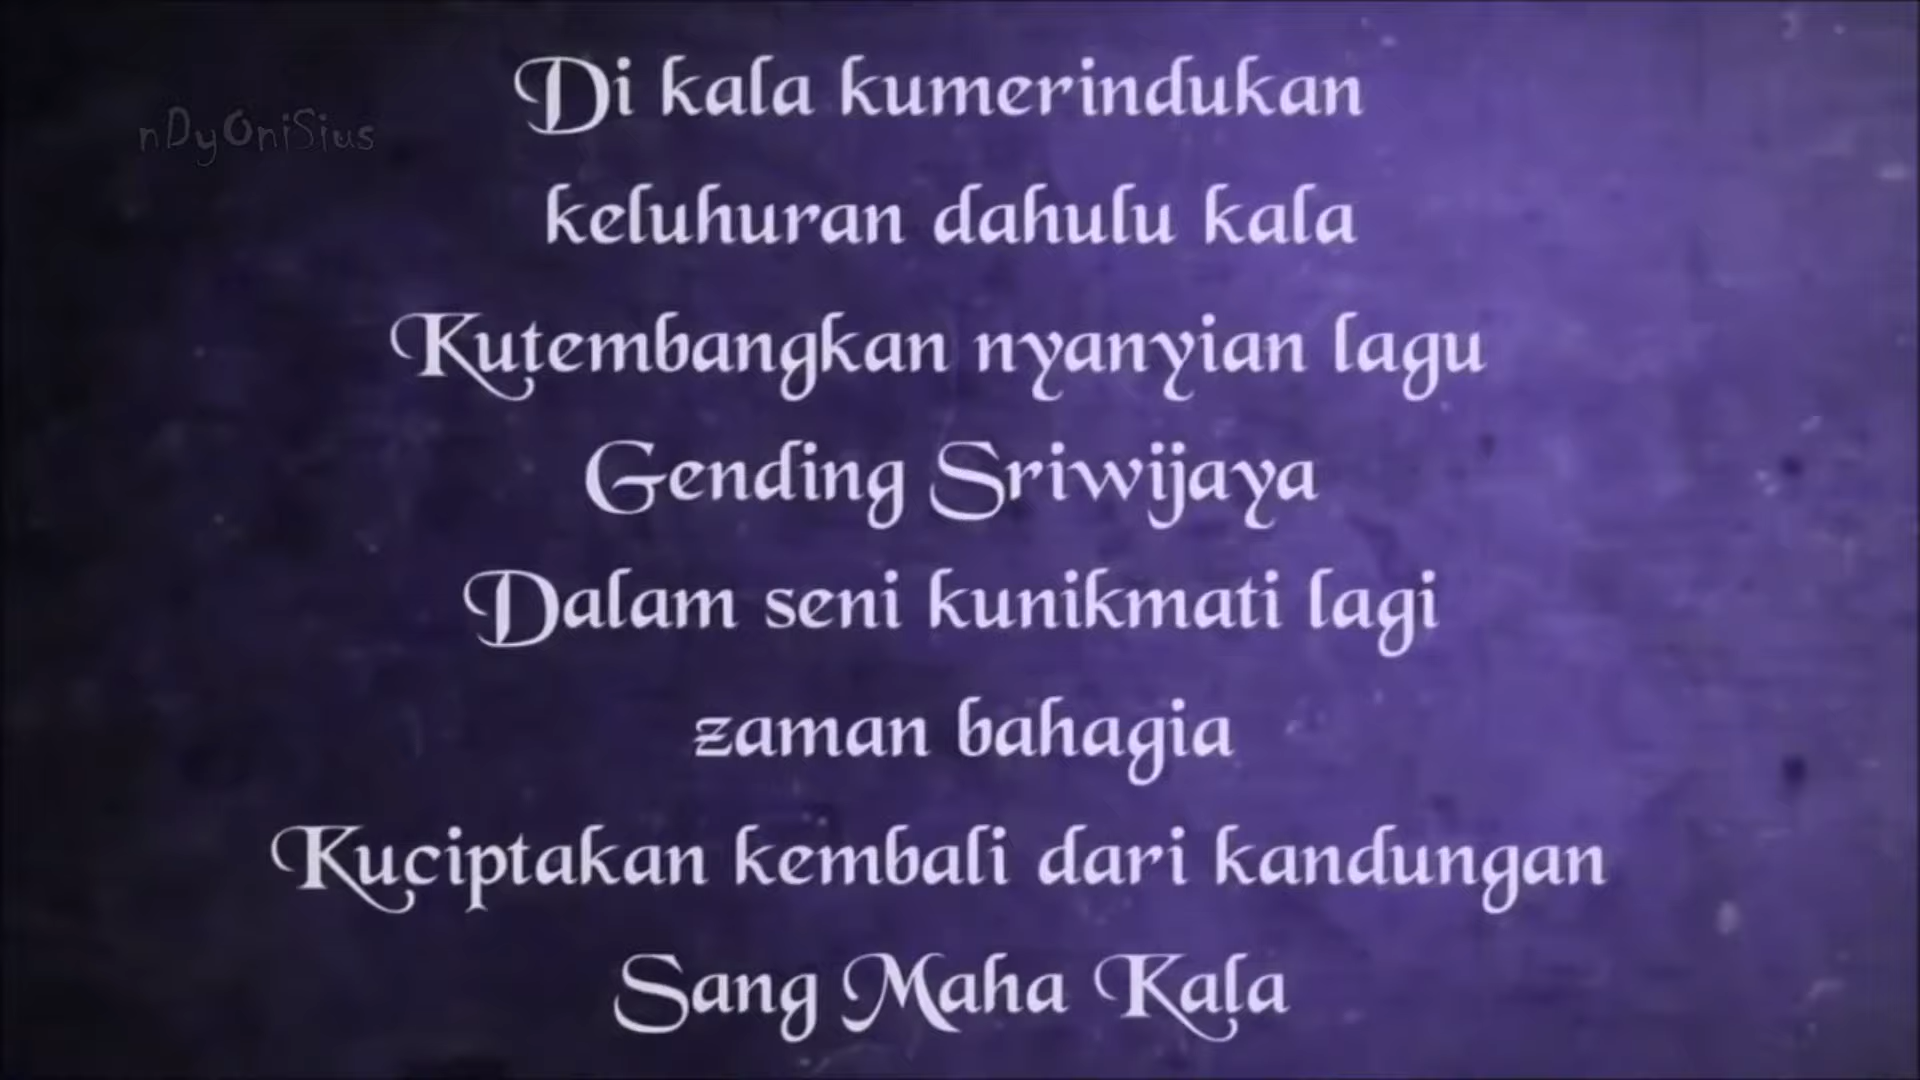 Di kala kumerindukan
nDyOniSius
keluhuran dahulu kala
Kutembangkan nyanyian lagu
Gending Sriwijaya
Dalam seni kunikmati lagi
zaman bahagia
Kuciptakan kembali dari kandungan
Sang Maha Kala